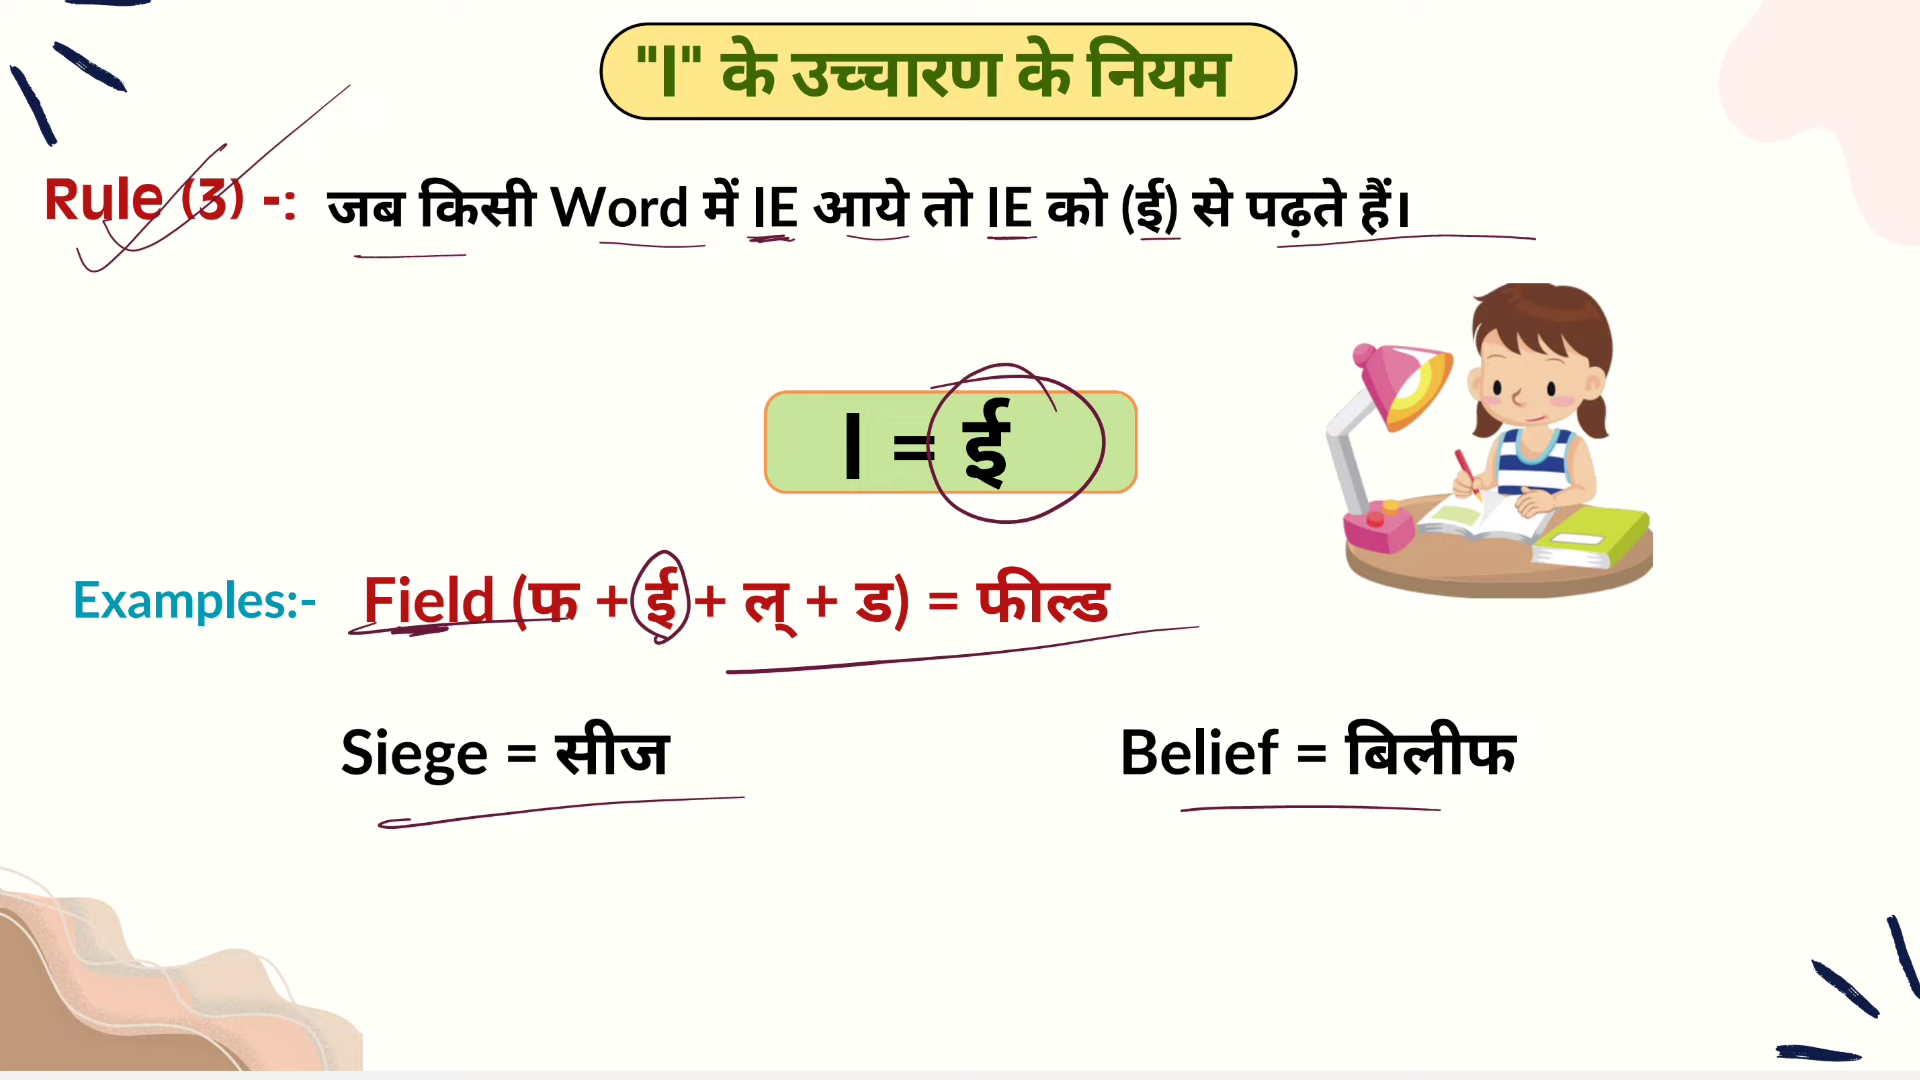 "I" के उच्चारण के नियम
Rule (3) -: जब किसी Word में IE आये तो IE को (ई) से पढ़ते हैं।
I = ई
Examples:- Field (फ + ई + ल् + ड) = फील्ड
Siege = सीज
Belief = बिलीफ